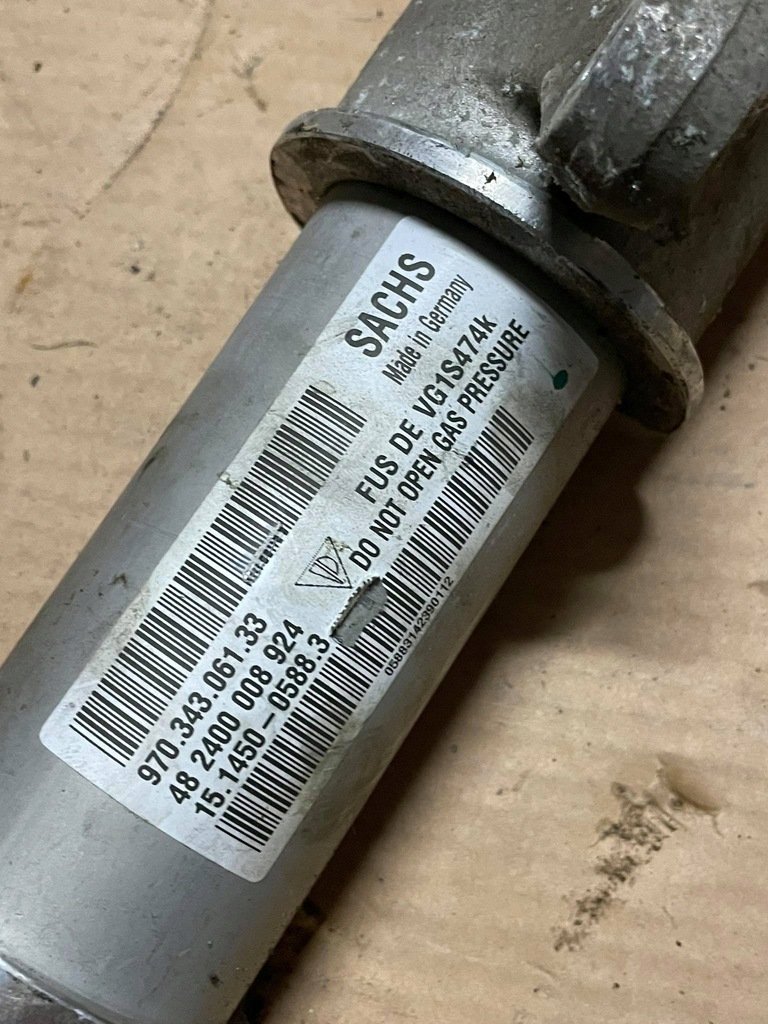 SACHS
Made in Germany
FUS DE VG1S474k
DO NOT OPEN GAS PRESSURE
970.343.061.33
48 2400 008 924
15.1450-0588.3
05883142390112